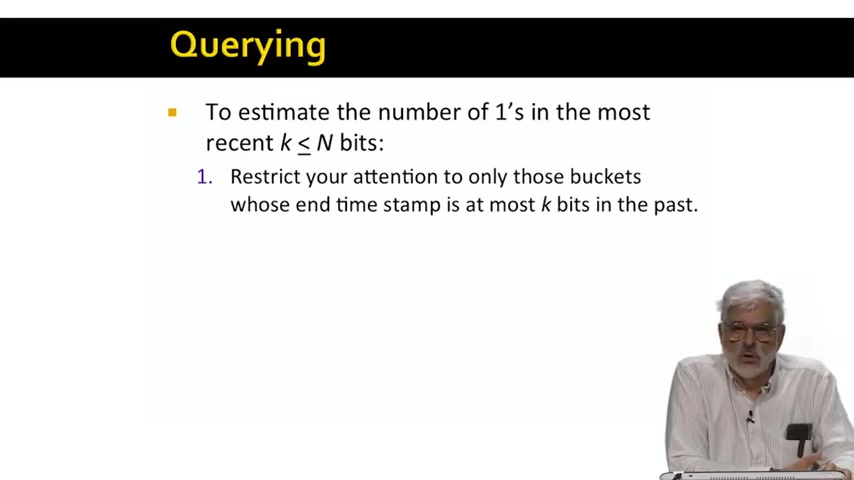 Querying
To estimate the number of 1's in the most
recent k ≤ N bits:
1. Restrict your attention to only those buckets
whose end time stamp is at most k bits in the past.